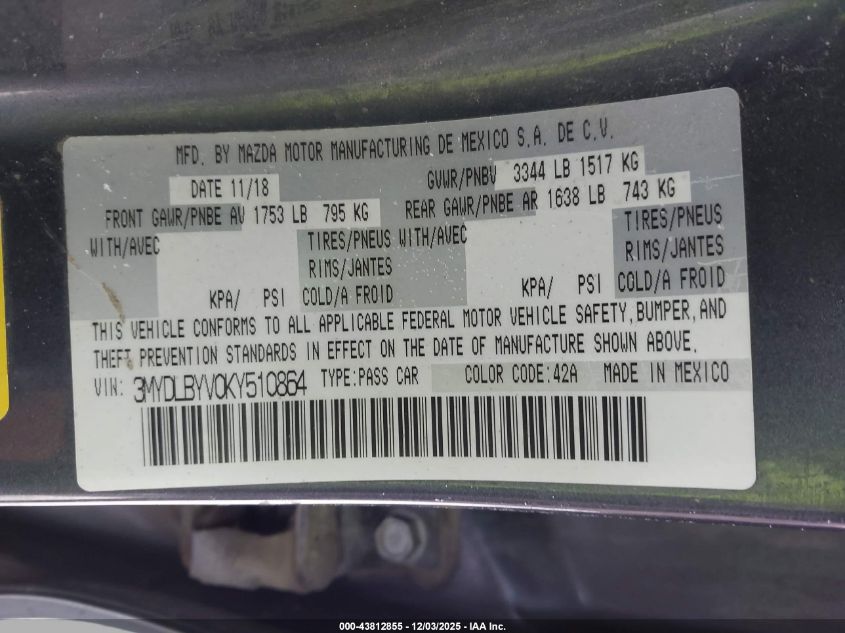 MFD. BY MAZDA MOTOR MANUFACTURING DE MEXICO S.A. DE C.V.
DATE 11/18 GVWR/PNBV 3344 LB 1517 KG
FRONT GAWR/PNBE AV 1753 LB 795 KG REAR GAWR/PNBE AR 1638 LB 743 KG
WITH/AVEC TIRES/PNEUS WITH/AVEC TIRES/PNEUS
RIMS/JANTES RIMS/JANTES
KPA/ PSI COLD/A FROID KPA/ PSI COLD/A FROID
THIS VEHICLE CONFORMS TO ALL APPLICABLE FEDERAL MOTOR VEHICLE SAFETY, BUMPER, AND
THEFT PREVENTION STANDARDS IN EFFECT ON THE DATE OF MANUFACTURE SHOWN ABOVE.
VIN: 3MYDLBYV0KY510864 TYPE:PASS CAR COLOR CODE:42A MADE IN MEXICO
000-43812855 - 12/03/2025 - IAA Inc.